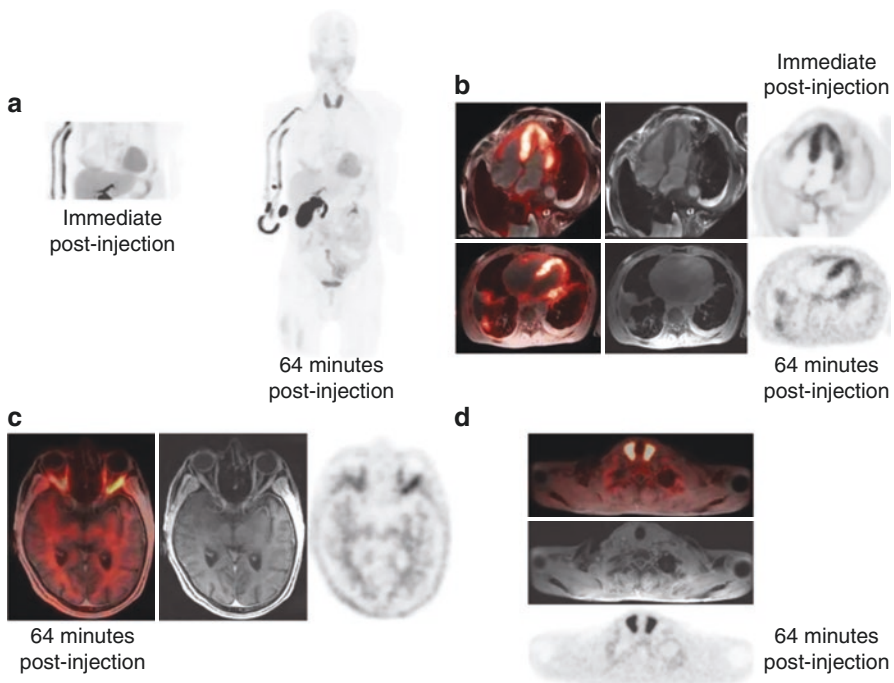 a
Immediate
post-injection
64 minutes
post-injection
b
Immediate
post-injection
64 minutes
post-injection
c
64 minutes
post-injection
d
64 minutes
post-injection